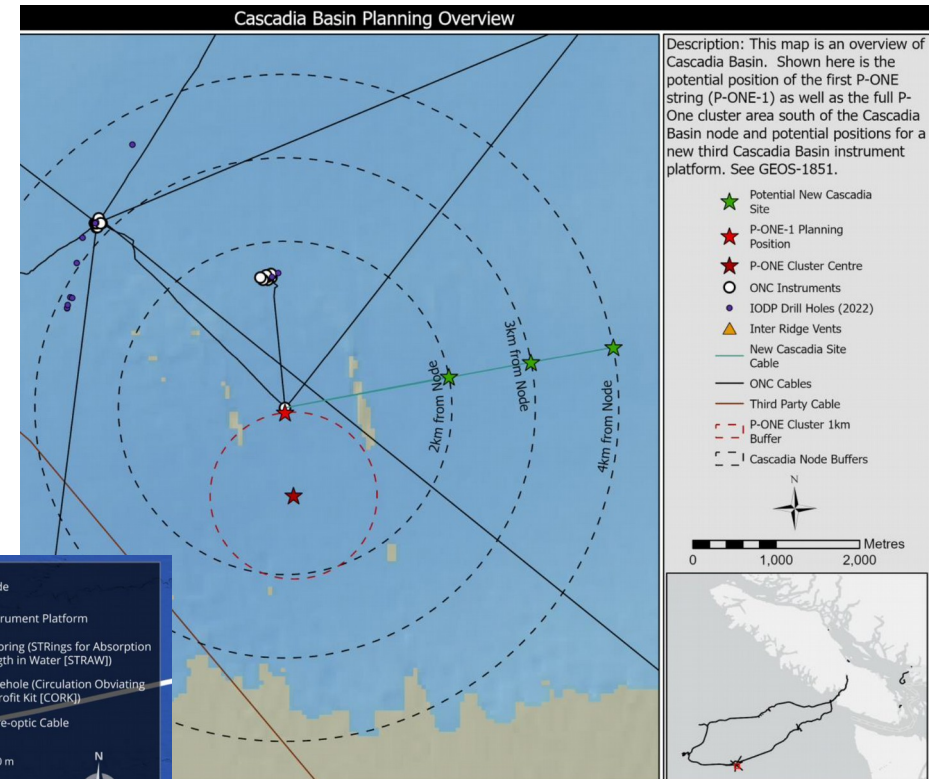 Cascadia Basin Planning Overview
Description: This map is an overview of
Cascadia Basin. Shown here is the
potential position of the first P-ONE
string (P-ONE-1) as well as the full P-
One cluster area south of the Cascadia
Basin node and potential positions for a
new third Cascadia Basin instrument
platform. See GEOS-1851.
Potential New Cascadia
Site
P-ONE-1 Planning
Position
P-ONE Cluster Centre
ONC Instruments
IODP Drill Holes (2022)
Inter Ridge Vents
New Cascadia Site
Cable
ONC Cables
Third Party Cable
P-ONE Cluster 1km
Buffer
Cascadia Node Buffers
N
Metres
0 1,000 2,000
2km from Node
3km from Node
4km from Node
de
trument Platform
oring (STRings for Absorption
gth in Water [STRAW])
ehole (Circulation Obviating
rofit Kit [CORK])
e-optic Cable
0 m
N